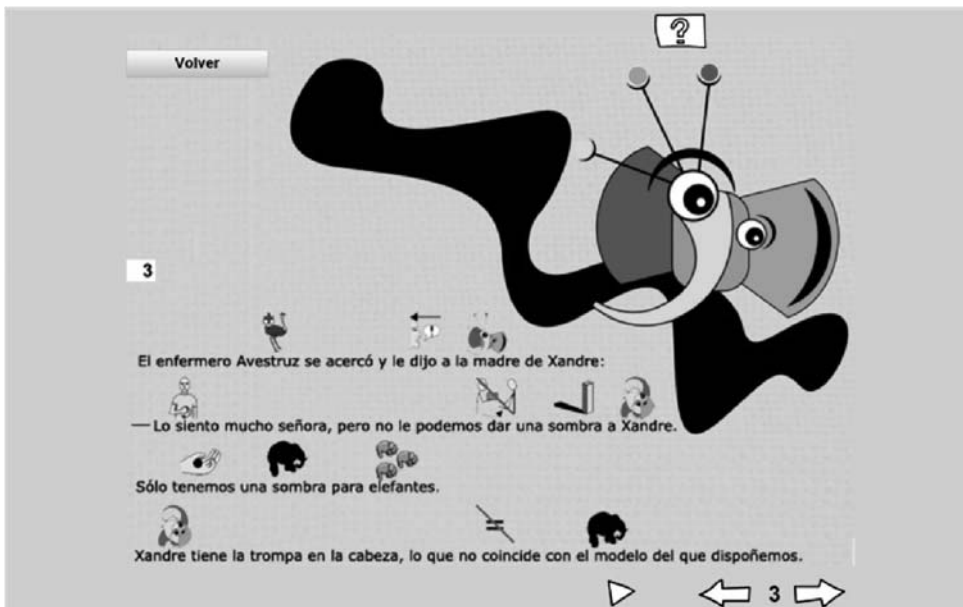 ?
Volver
3
El enfermero Avestruz se acercó y le dijo a la madre de Xandre:
— Lo siento mucho señora, pero no le podemos dar una sombra a Xandre.
Sólo tenemos una sombra para elefantes.
Xandre tiene la trompa en la cabeza, lo que no coincide con el modelo del que dispoñemos.
3